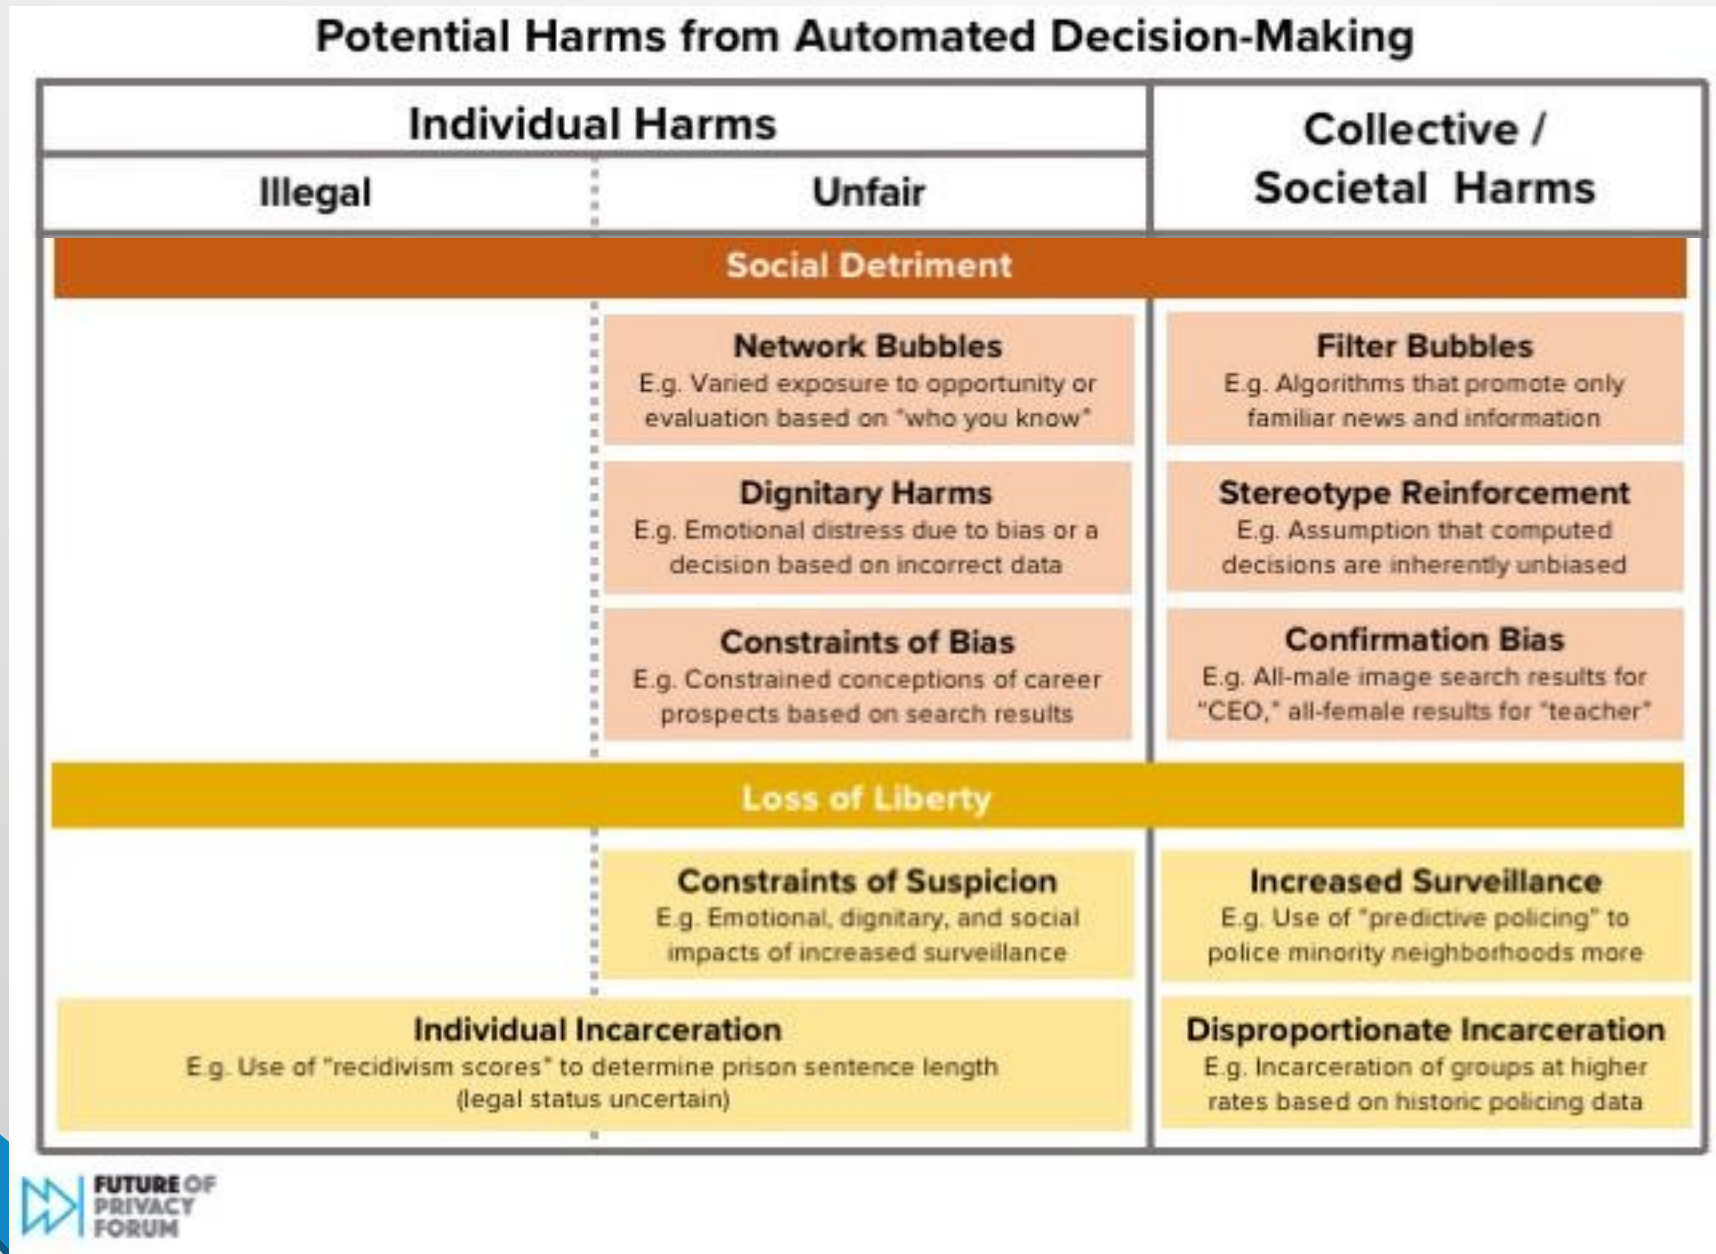 Potential Harms from Automated Decision-Making
Individual Harms
Collective /
Societal Harms
Illegal
Unfair
Social Detriment
Network Bubbles
E.g. Varied exposure to opportunity or
evaluation based on "who you know"
Filter Bubbles
E.g. Algorithms that promote only
familiar news and information
Dignitary Harms
E.g. Emotional distress due to bias or a
decision based on incorrect data
Stereotype Reinforcement
E.g. Assumption that computed
decisions are inherently unbiased
Constraints of Bias
E.g. Constrained conceptions of career
prospects based on search results
Confirmation Bias
E.g. All-male image search results for
"CEO," all-female results for "teacher"
Loss of Liberty
Constraints of Suspicion
E.g. Emotional, dignitary, and social
impacts of increased surveillance
Increased Surveillance
E.g. Use of "predictive policing" to
police minority neighborhoods more
Individual Incarceration
E.g. Use of "recidivism scores" to determine prison sentence length
(legal status uncertain)
Disproportionate Incarceration
E.g. Incarceration of groups at higher
rates based on historic policing data
FUTURE OF
PRIVACY
FORUM